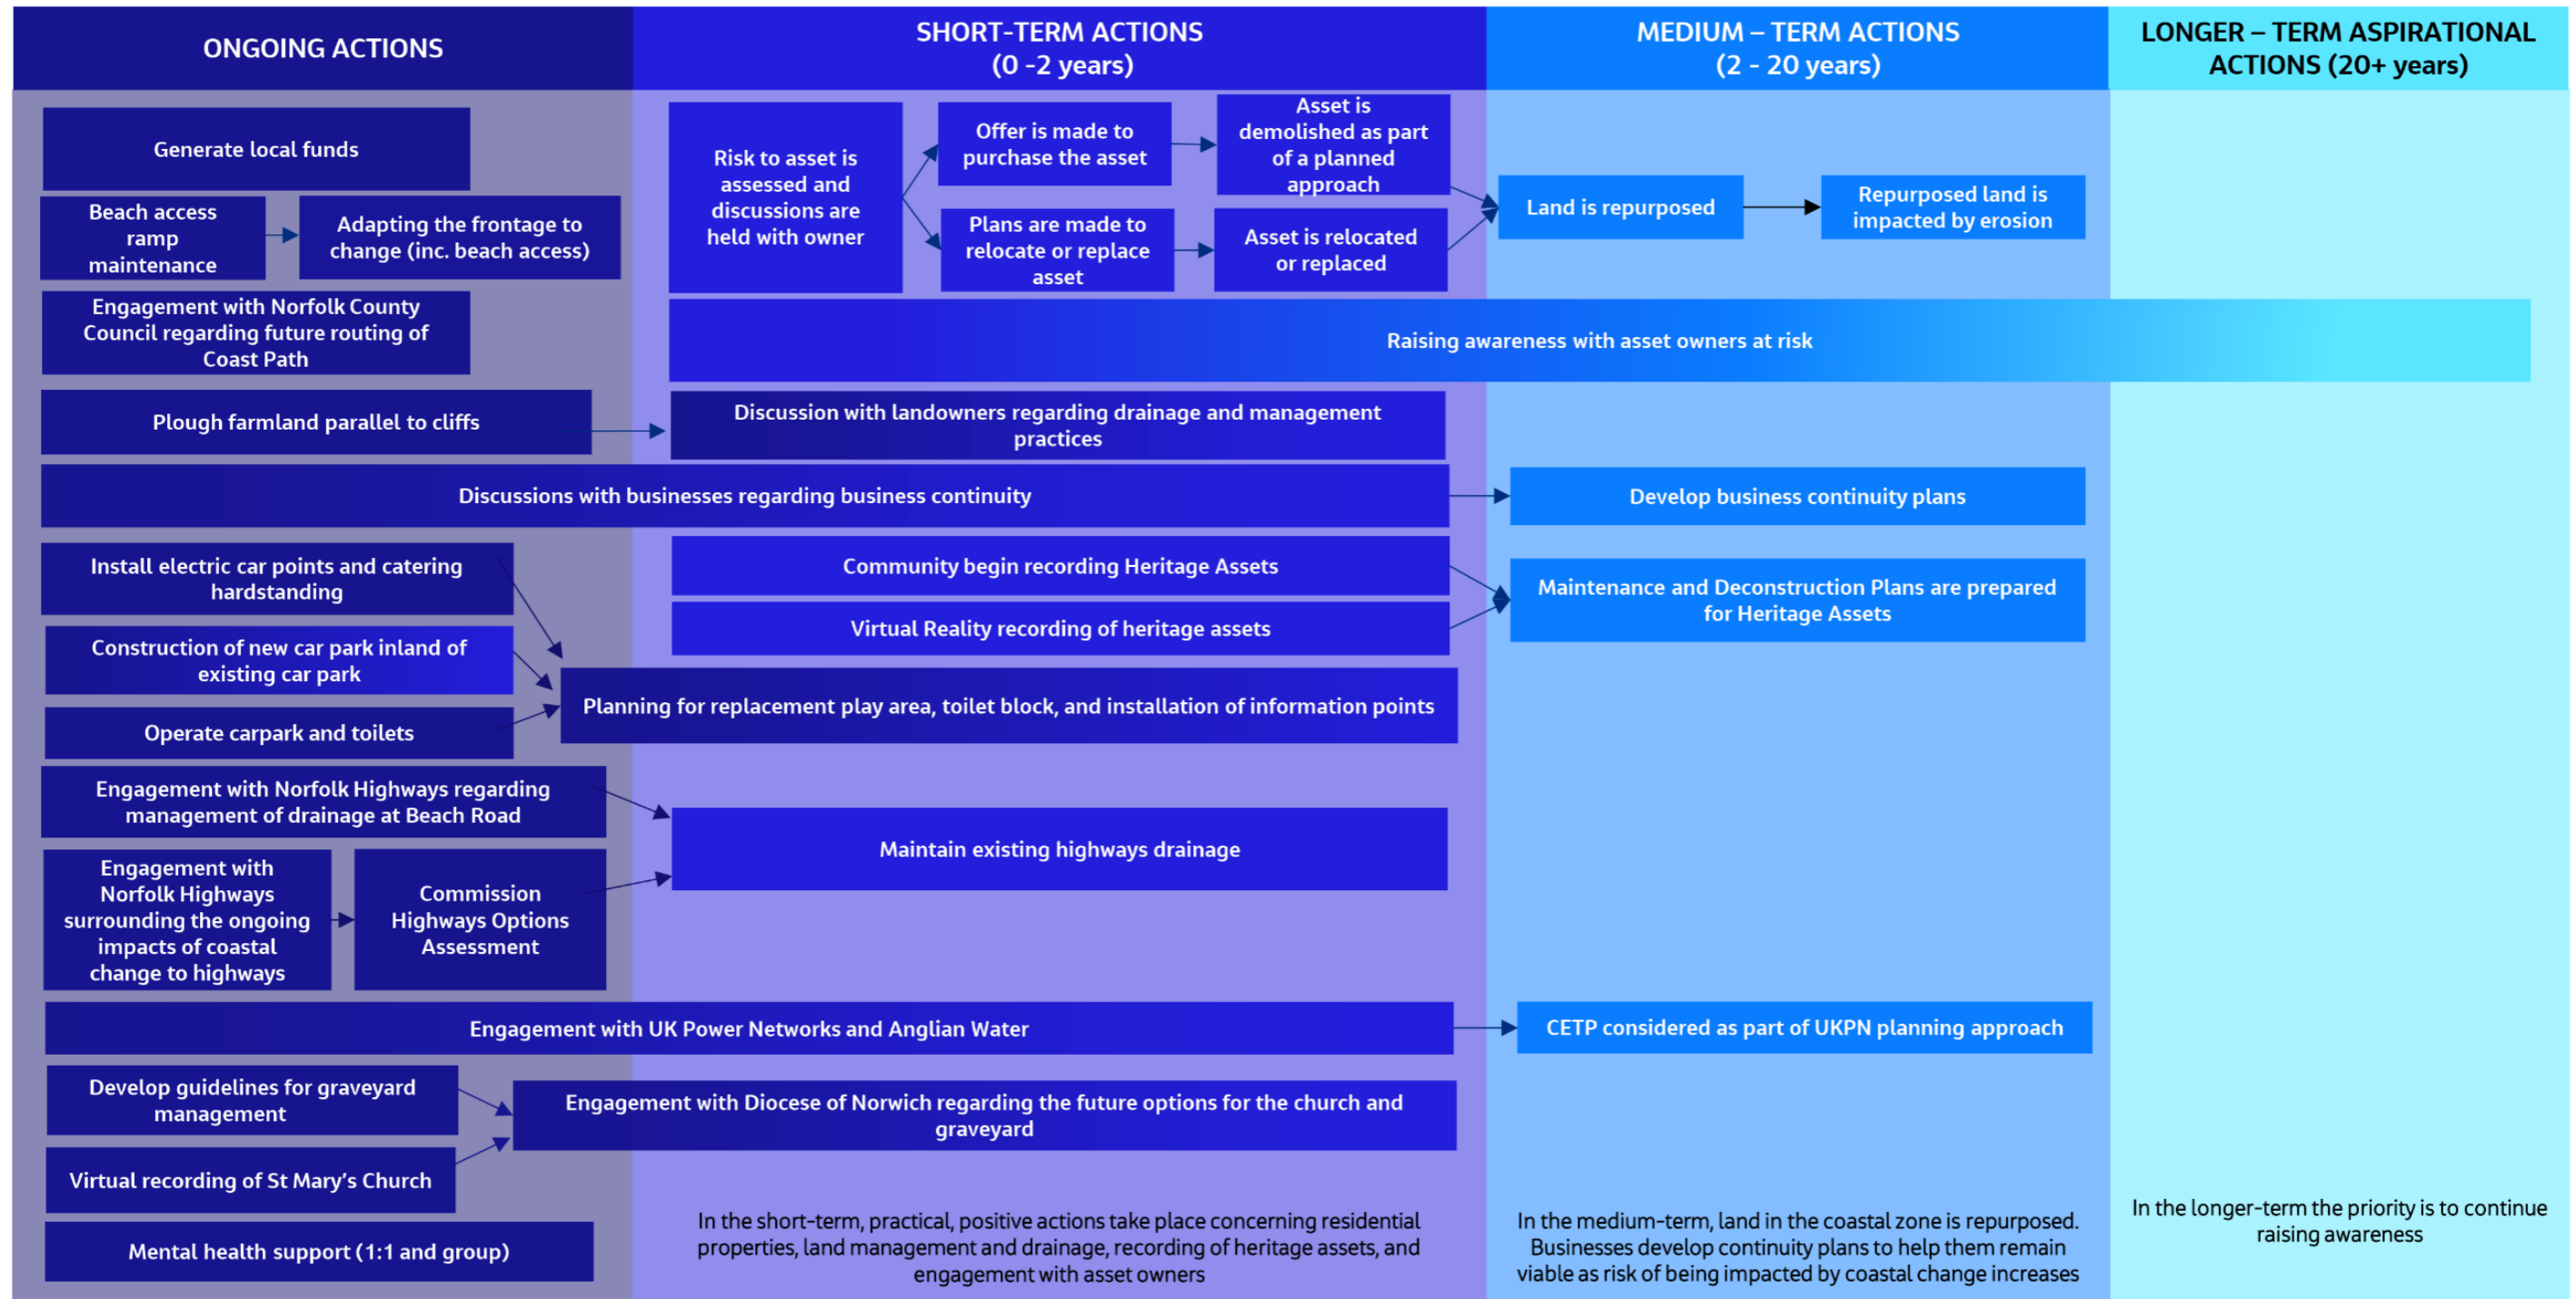 ONGOING ACTIONS
SHORT-TERM ACTIONS
(0 -2 years)
MEDIUM – TERM ACTIONS
(2 - 20 years)
LONGER – TERM ASPIRATIONAL
ACTIONS (20+ years)
Generate local funds
Beach access
ramp
maintenance
Adapting the frontage to
change (inc. beach access)
Engagement with Norfolk County
Council regarding future routing of
Coast Path
Plough farmland parallel to cliffs
Risk to asset is
assessed and
discussions are
held with owner
Offer is made to
purchase the asset
Asset is
demolished as part
of a planned
approach
Plans are made to
relocate or replace
asset
Asset is relocated
or replaced
Land is repurposed
Repurposed land is
impacted by erosion
Raising awareness with asset owners at risk
Discussion with landowners regarding drainage and management
practices
Discussions with businesses regarding business continuity
Develop business continuity plans
Install electric car points and catering
hardstanding
Construction of new car park inland of
existing car park
Operate carpark and toilets
Community begin recording Heritage Assets
Virtual Reality recording of heritage assets
Maintenance and Deconstruction Plans are prepared
for Heritage Assets
Planning for replacement play area, toilet block, and installation of information points
Engagement with Norfolk Highways regarding
management of drainage at Beach Road
Engagement with
Norfolk Highways
surrounding the ongoing
impacts of coastal
change to highways
Commission
Highways Options
Assessment
Maintain existing highways drainage
Engagement with UK Power Networks and Anglian Water
CETP considered as part of UKPN planning approach
Develop guidelines for graveyard
management
Virtual recording of St Mary's Church
Engagement with Diocese of Norwich regarding the future options for the church and
graveyard
Mental health support (1:1 and group)
In the short-term, practical, positive actions take place concerning residential
properties, land management and drainage, recording of heritage assets, and
engagement with asset owners
In the medium-term, land in the coastal zone is repurposed.
Businesses develop continuity plans to help them remain
viable as risk of being impacted by coastal change increases
In the longer-term the priority is to continue
raising awareness